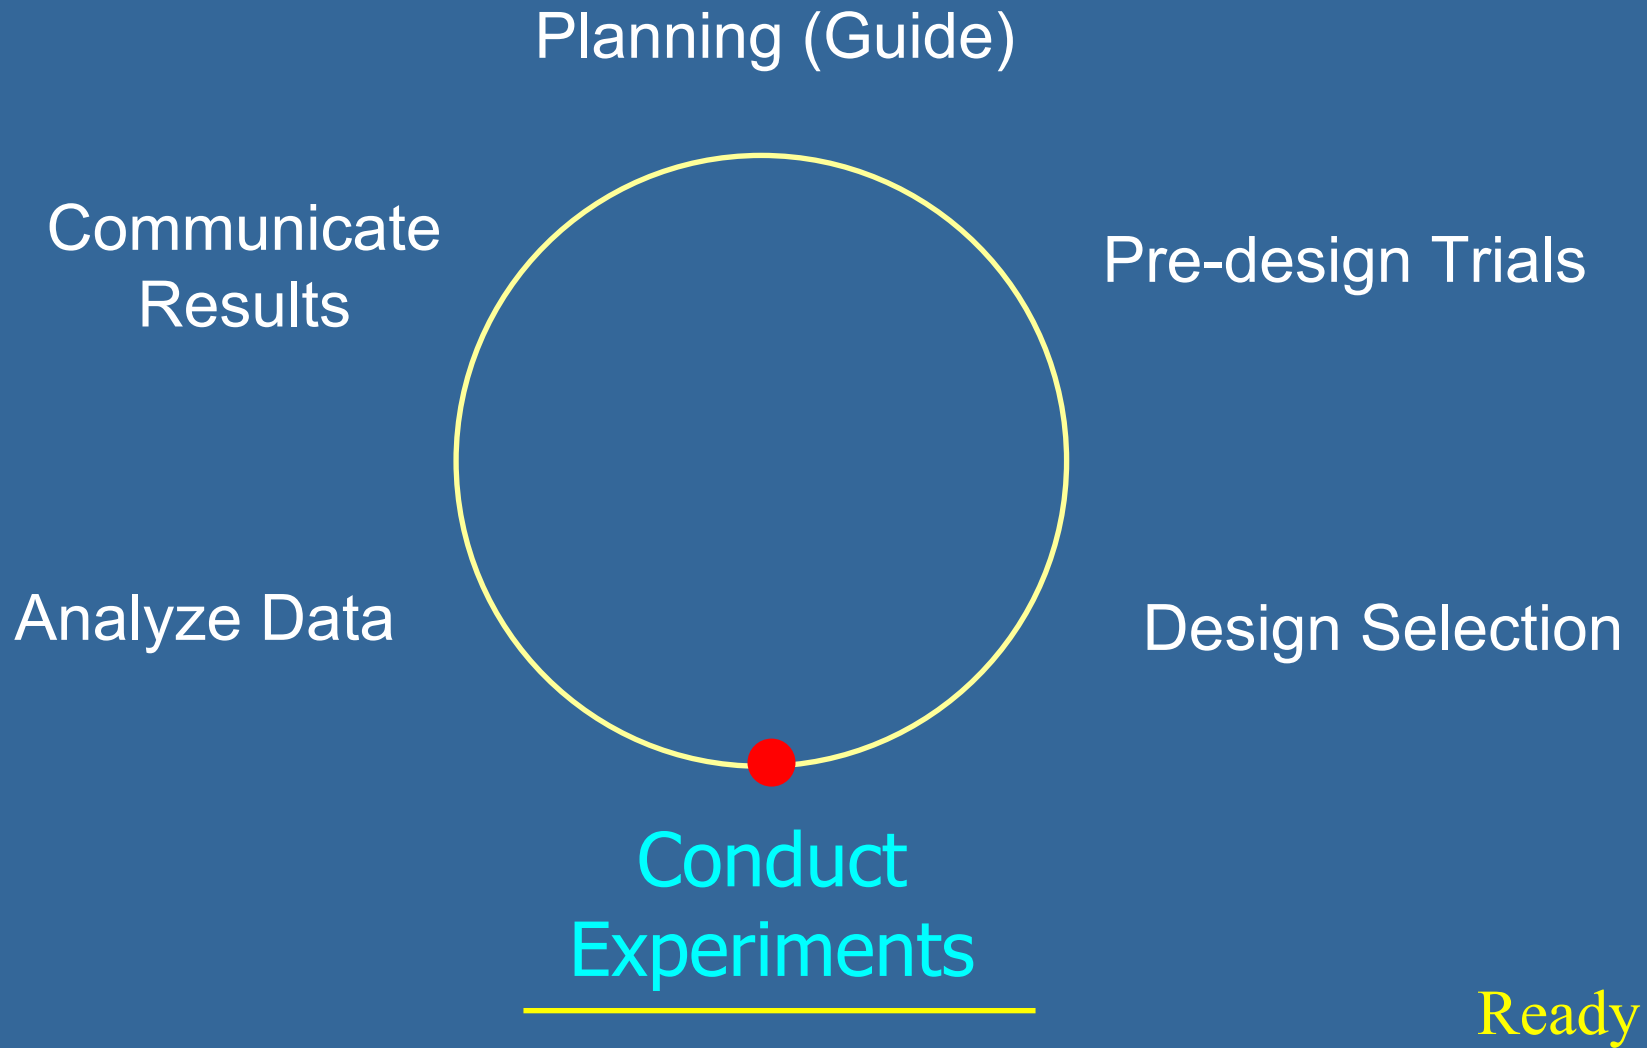 Planning (Guide)
Communicate
Results
Pre-design Trials
Analyze Data
Design Selection
Conduct
Experiments
Ready